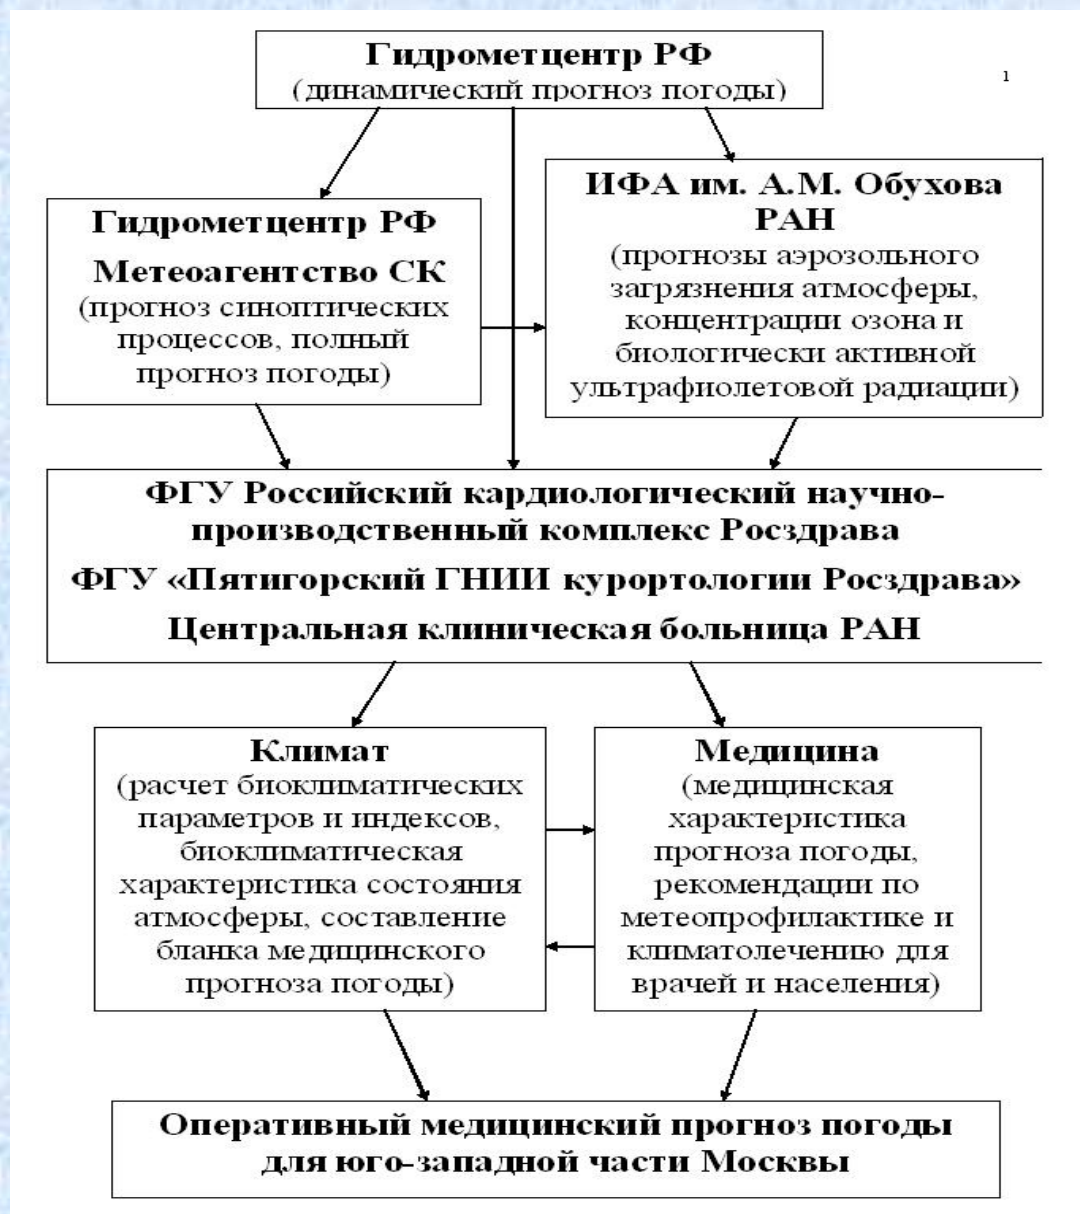 Гидрометцентр РФ
(динамический прогноз погоды)
1
Гидрометцентр РФ
Метеоагентство СК
(прогноз синоптических
процессов, полный
прогноз погоды)
ИФА им. А.М. Обухова
РАН
(прогнозы аэрозольного
загрязнения атмосферы,
концентрации озона и
биологически активной
ультрафиолетовой радиации)
ФГУ Российский кардиологический научно-
производственный комплекс Росздрава
ФГУ «Пятигорский ГНИИ курортологии Росздрава»
Центральная клиническая больница РАН
Климат
(расчет биоклиматических
параметров и индексов,
биоклиматическая
характеристика состояния
атмосферы, составление
бланка медицинского
прогноза погоды)
Медицина
(медицинская
характеристика
прогноза погоды,
рекомендации по
метеопрофилактике и
климатолечению для
врачей и населения)
Оперативный медицинский прогноз погоды
для юго-западной части Москвы